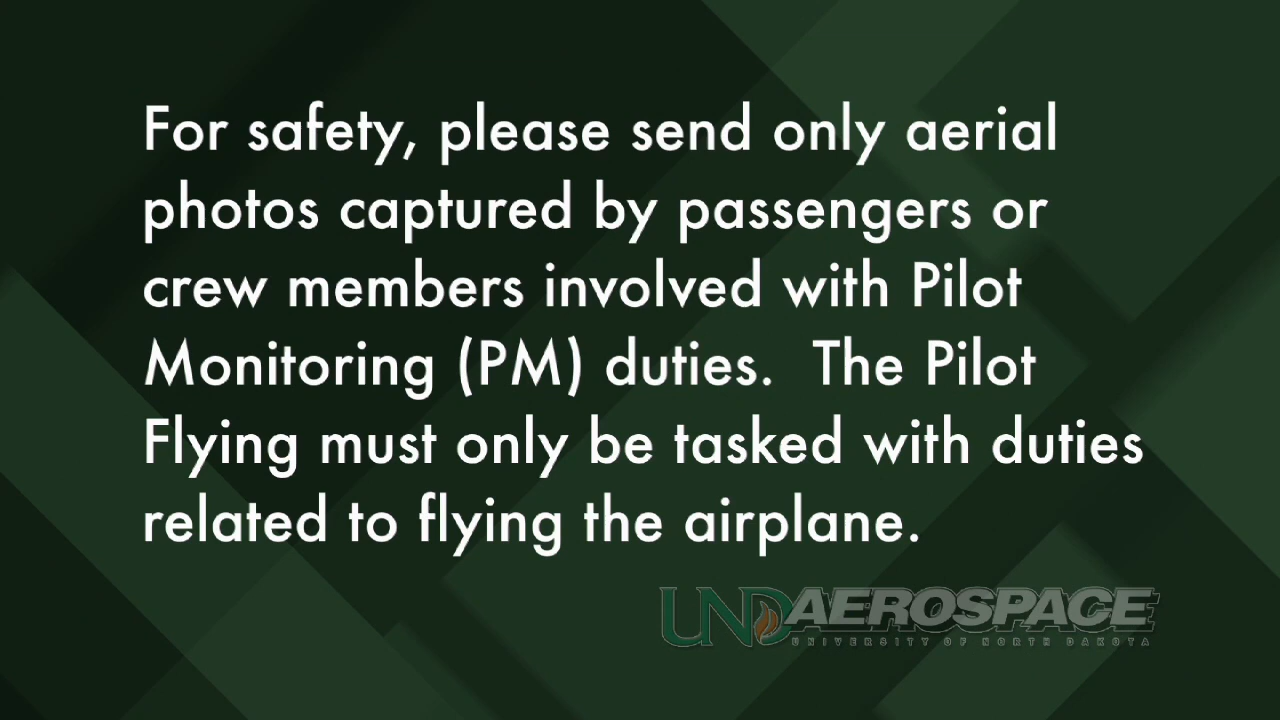 For safety, please send only aerial
photos captured by passengers or
crew members involved with Pilot
Monitoring (PM) duties.  The Pilot
Flying must only be tasked with duties
related to flying the airplane.
UND AEROSPACE
UNIVERSITY OF NORTH DAKOTA